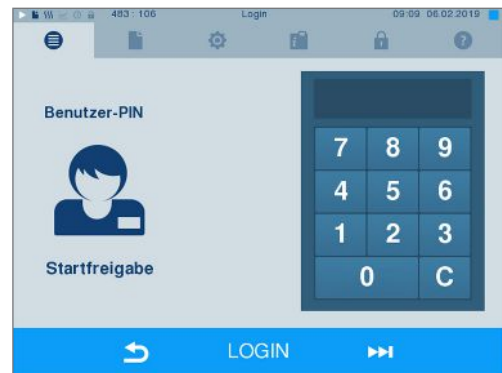 483 : 106 Login 09:09 06.02.2019
Benutzer-PIN
Startfreigabe
7 8 9
4 5 6
1 2 3
0 C
LOGIN